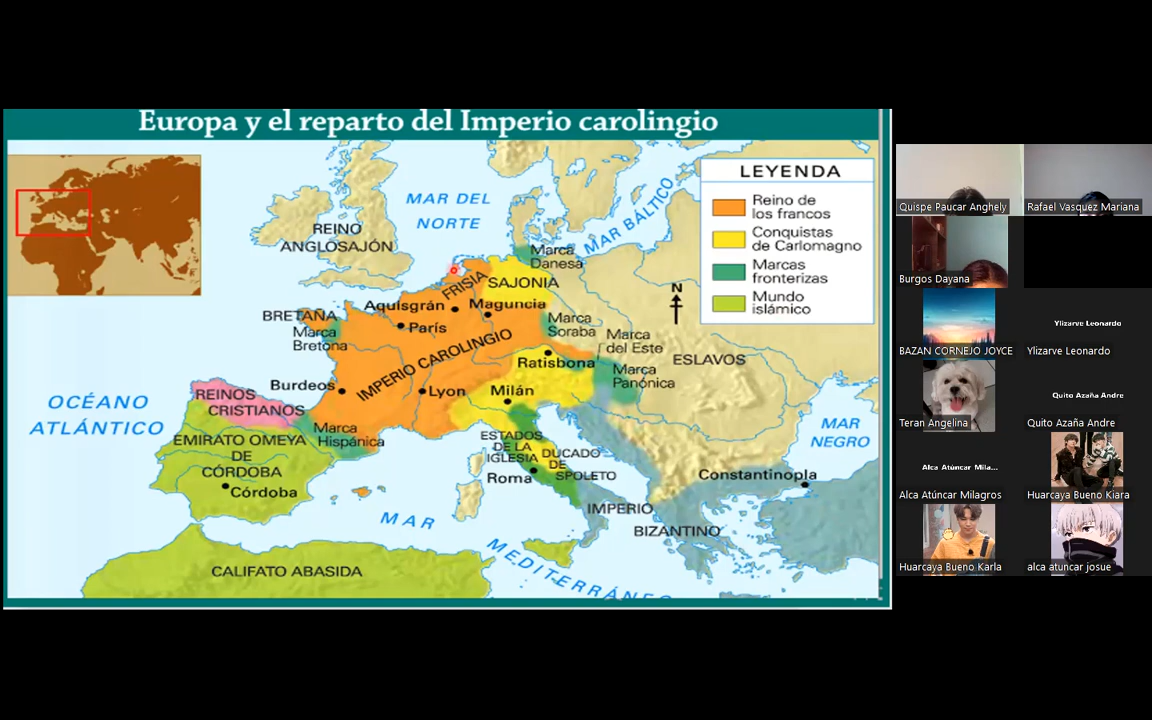 Europa y el reparto del Imperio carolingio
LEYENDA
Reino de
los francos
Conquistas
de Carlomagno
Marcas
fronterizas
Mundo
islámico
MAR DEL
NORTE
MAR BÁLTICO
REINO
ANGLOSAJÓN
Marca
Danesa
FRISIA
SAJONIA
N
Aquisgrán
Maguncia
BRETAÑA
Marca
Bretona
París
Marca
Soraba
Marca
del Este
ESLAVOS
IMPERIO CAROLINGIO
Ratisbona
Marca
Panónica
Burdeos
Lyon
Milán
OCÉANO
ATLÁNTICO
REINOS
CRISTIANOS
MAR
NEGRO
Marca
Hispánica
EMIRATO OMEYA
DE
CÓRDOBA
Córdoba
ESTADOS
DE LA
IGLESIA
DUCADO
DE
SPOLETO
Roma
Constantinopla
IMPERIO
BIZANTINO
MAR
MEDITERRÁNEO
CALIFATO ABASIDA
Quispe Paucar Anghely
Rafael Vasquez Mariana
Burgos Dayana
BAZAN CORNEJO JOYCE
Ylizarve Leonardo
Ylizarve Leonardo
Teran Angelina
Quito Azaña Andre
Quito Azaña Andre
Alca Atúncar Mila...
Alca Atúncar Milagros
Huarcaya Bueno Kiara
Huarcaya Bueno Karla
alca atuncar josue